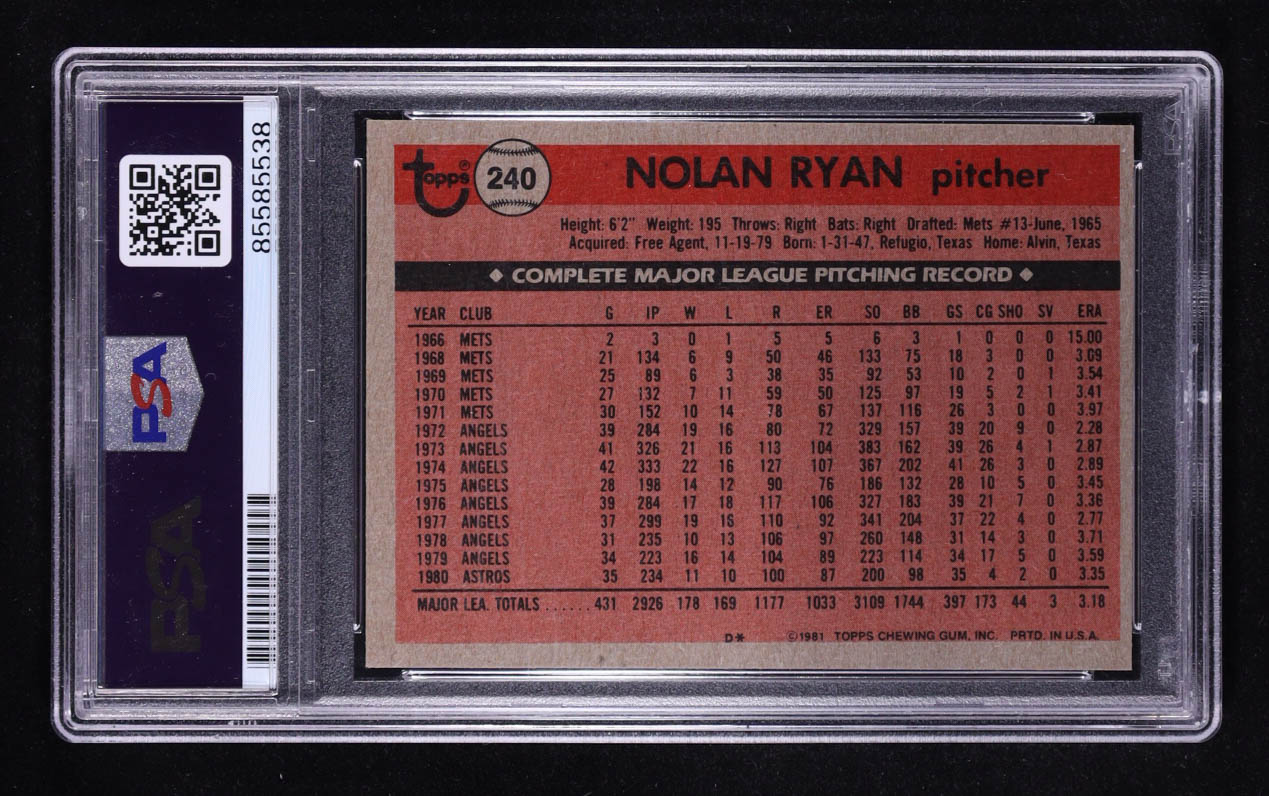 85585538
PSA
PSA
topps® 240 NOLAN RYAN pitcher
Height: 6'2" Weight: 195 Throws: Right Bats: Right Drafted: Mets #13-June, 1965
Acquired: Free Agent, 11-19-79 Born: 1-31-47, Refugio, Texas Home: Alvin, Texas
◆ COMPLETE MAJOR LEAGUE PITCHING RECORD ◆
YEAR CLUB G IP W L R ER SO BB GS CG SHO SV ERA
1966 METS 2 3 0 1 5 5 6 3 1 0 0 0 15.00
1968 METS 21 134 6 9 50 46 133 75 18 3 0 0 3.09
1969 METS 25 89 6 3 38 35 92 53 10 2 0 1 3.54
1970 METS 27 132 7 11 59 50 125 97 19 5 2 1 3.41
1971 METS 30 152 10 14 78 67 137 116 26 3 0 0 3.97
1972 ANGELS 39 284 19 16 80 72 329 157 39 20 9 0 2.28
1973 ANGELS 41 326 21 16 113 104 383 162 39 26 4 1 2.87
1974 ANGELS 42 333 22 16 127 107 367 202 41 26 3 0 2.89
1975 ANGELS 28 198 14 12 90 76 186 132 28 10 5 0 3.45
1976 ANGELS 39 284 17 18 117 106 327 183 39 21 7 0 3.36
1977 ANGELS 37 299 19 16 110 92 341 204 37 22 4 0 2.77
1978 ANGELS 31 235 10 13 106 97 260 148 31 14 3 0 3.71
1979 ANGELS 34 223 16 14 104 89 223 114 34 17 5 0 3.59
1980 ASTROS 35 234 11 10 100 87 200 98 35 4 2 0 3.35
MAJOR LEA. TOTALS ...... 431 2926 178 169 1177 1033 3109 1744 397 173 44 3 3.18
D* ©1981 TOPPS CHEWING GUM, INC. PRTD. IN U.S.A.